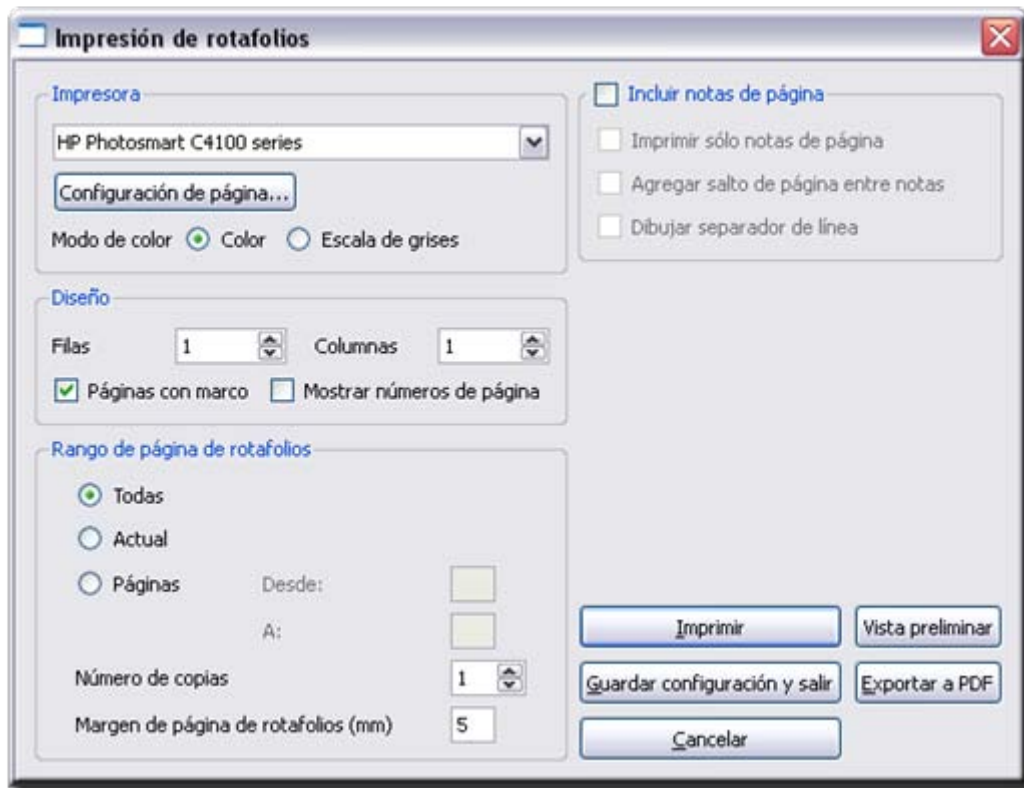 Impresión de rotafolios
Impresora
HP Photosmart C4100 series
Configuración de página...
Modo de color Color Escala de grises
Diseño
Filas 1 Columnas 1
Páginas con marco Mostrar números de página
Rango de página de rotafolios
Todas
Actual
Páginas Desde:
A:
Número de copias 1
Margen de página de rotafolios (mm) 5
Incluir notas de página
Imprimir sólo notas de página
Agregar salto de página entre notas
Dibujar separador de línea
Imprimir Vista preliminar
Guardar configuración y salir Exportar a PDF
Cancelar